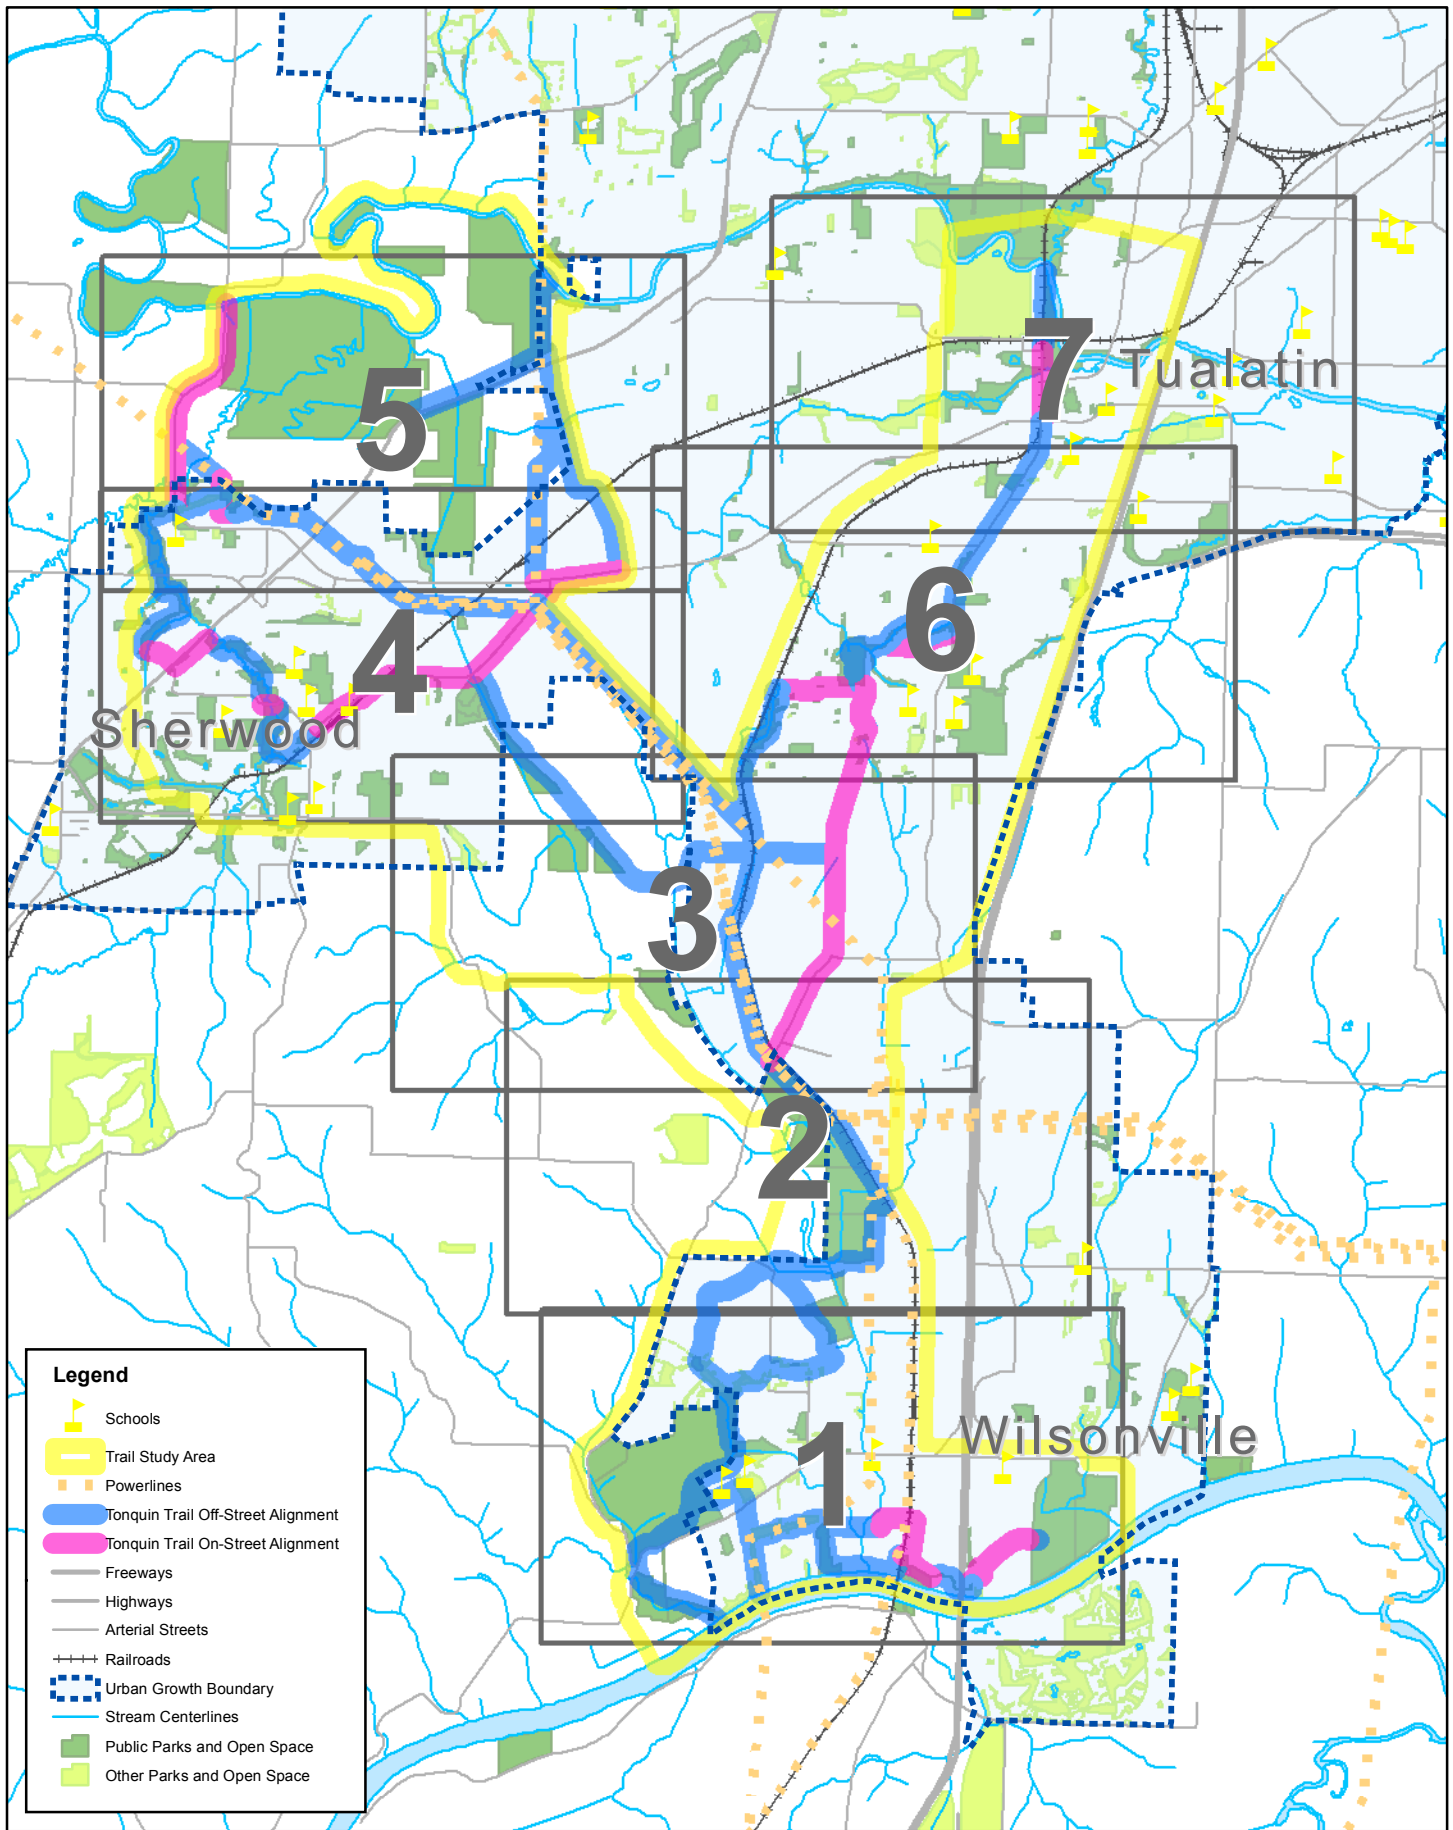 7
Tualatin
5
6
4
Sherwood
3
2
1
Wilsonville
Legend
Schools
Trail Study Area
Powerlines
Tonquin Trail Off-Street Alignment
Tonquin Trail On-Street Alignment
Freeways
Highways
Arterial Streets
Railroads
Urban Growth Boundary
Stream Centerlines
Public Parks and Open Space
Other Parks and Open Space